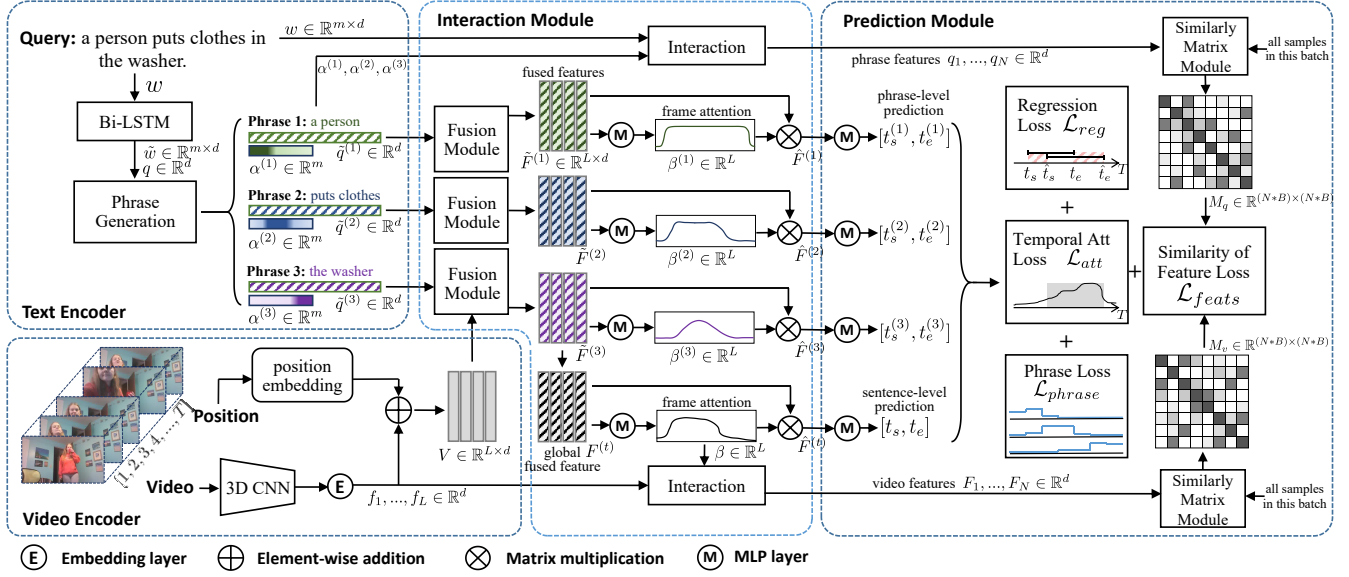 Query: a person puts clothes in
the washer.
w
Bi-LSTM
w̃ ∈ ℝ^{m×d}
q ∈ ℝ^d
Phrase
Generation
Text Encoder
w ∈ ℝ^{m×d}
α^{(1)}, α^{(2)}, α^{(3)}
Phrase 1: a person
q̃^{(1)} ∈ ℝ^d
α^{(1)} ∈ ℝ^m
Phrase 2: puts clothes
q̃^{(2)} ∈ ℝ^d
α^{(2)} ∈ ℝ^m
Phrase 3: the washer
q̃^{(3)} ∈ ℝ^d
α^{(3)} ∈ ℝ^m
position
embedding
Position
[1, 2, 3, 4, ..., T]
Video
3D CNN
E
f_1, ..., f_L ∈ ℝ^d
V ∈ ℝ^{L×d}
Video Encoder
Interaction Module
Interaction
Fusion
Module
Fusion
Module
Fusion
Module
fused features
F̃^{(1)} ∈ ℝ^{L×d}
M
frame attention
β^{(1)} ∈ ℝ^L
F̂^{(1)}
F̃^{(2)}
M
β^{(2)} ∈ ℝ^L
F̂^{(2)}
F̃^{(3)}
M
β^{(3)} ∈ ℝ^L
F̂^{(3)}
global F^{(t)}
fused feature
M
frame attention
β ∈ ℝ^L
F̂^{(t)}
Interaction
Prediction Module
phrase features q_1, ..., q_N ∈ ℝ^d
phrase-level
prediction
M
[t_s^{(1)}, t_e^{(1)}]
M
[t_s^{(2)}, t_e^{(2)}]
M
[t_s^{(3)}, t_e^{(3)}]
sentence-level
prediction
M
[t_s, t_e]
video features F_1, ..., F_N ∈ ℝ^d
Regression
Loss ℒ_{reg}
t_s t̂_s t_e t̂_e T
+
Temporal Att
Loss ℒ_{att}
T
+
Phrase Loss
ℒ_{phrase}
+
Similarly
Matrix
Module
all samples
in this batch
M_q ∈ ℝ^{(N*B)×(N*B)}
Similarity of
Feature Loss
ℒ_{feats}
M_v ∈ ℝ^{(N*B)×(N*B)}
Similarly
Matrix
Module
all samples
in this batch
E Embedding layer
Element-wise addition
Matrix multiplication
M MLP layer